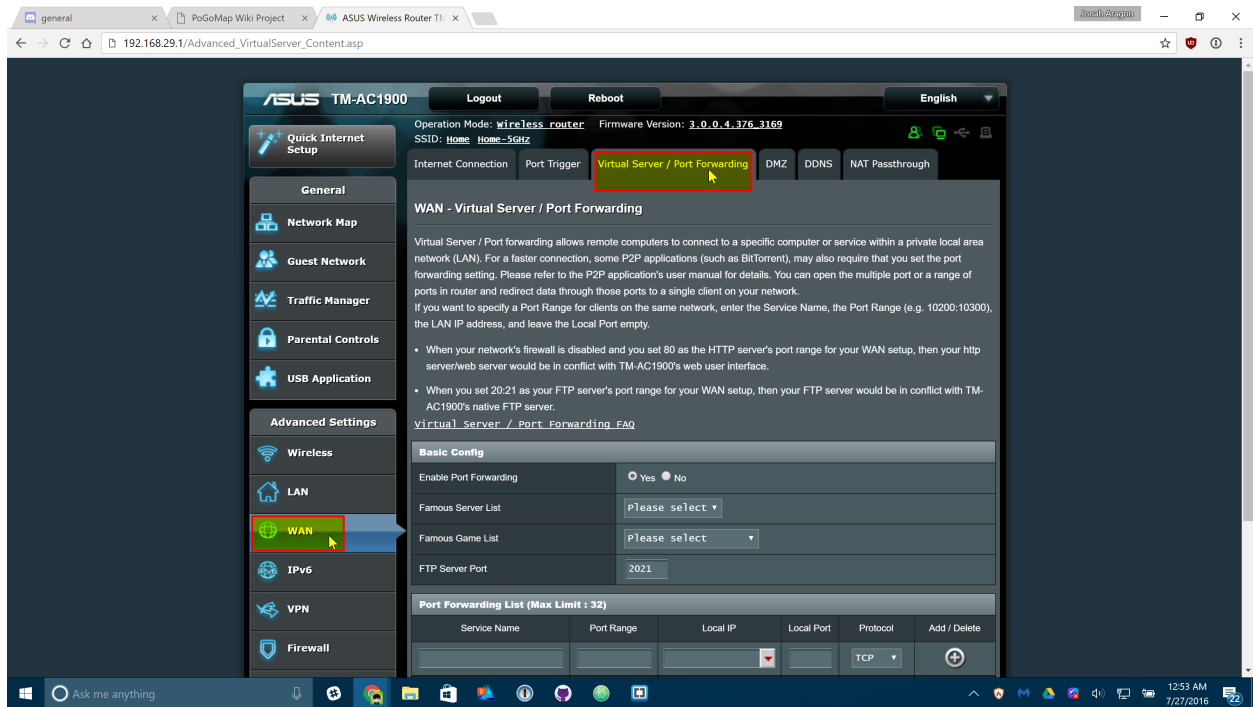 general
PoGoMap Wiki Project
ASUS Wireless Router TM
Jonah Aragon
192.168.29.1/Advanced_VirtualServer_Content.asp
ASUS TM-AC1900
Logout
Reboot
English
Quick Internet
Setup
Operation Mode: Wireless router Firmware Version: 3.0.0.4.376_3169
SSID: Home Home-5GHz
Internet Connection
Port Trigger
Virtual Server / Port Forwarding
DMZ
DDNS
NAT Passthrough
General
Network Map
Guest Network
Traffic Manager
Parental Controls
USB Application
Advanced Settings
Wireless
LAN
WAN
IPv6
VPN
Firewall
WAN - Virtual Server / Port Forwarding
Virtual Server / Port forwarding allows remote computers to connect to a specific computer or service within a private local area
network (LAN). For a faster connection, some P2P applications (such as BitTorrent), may also require that you set the port
forwarding setting. Please refer to the P2P application's user manual for details. You can open the multiple port or a range of
ports in router and redirect data through those ports to a single client on your network.
If you want to specify a Port Range for clients on the same network, enter the Service Name, the Port Range (e.g. 10200:10300),
the LAN IP address, and leave the Local Port empty.
• When your network's firewall is disabled and you set 80 as the HTTP server's port range for your WAN setup, then your http
server/web server would be in conflict with TM-AC1900's web user interface.
• When you set 20:21 as your FTP server's port range for your WAN setup, then your FTP server would be in conflict with TM-
AC1900's native FTP server.
Virtual Server / Port Forwarding FAQ
Basic Config
Enable Port Forwarding Yes No
Famous Server List Please select
Famous Game List Please select
FTP Server Port 2021
Port Forwarding List (Max Limit : 32)
Service Name Port Range Local IP Local Port Protocol Add / Delete
TCP
Ask me anything
12:53 AM
7/27/2016
22